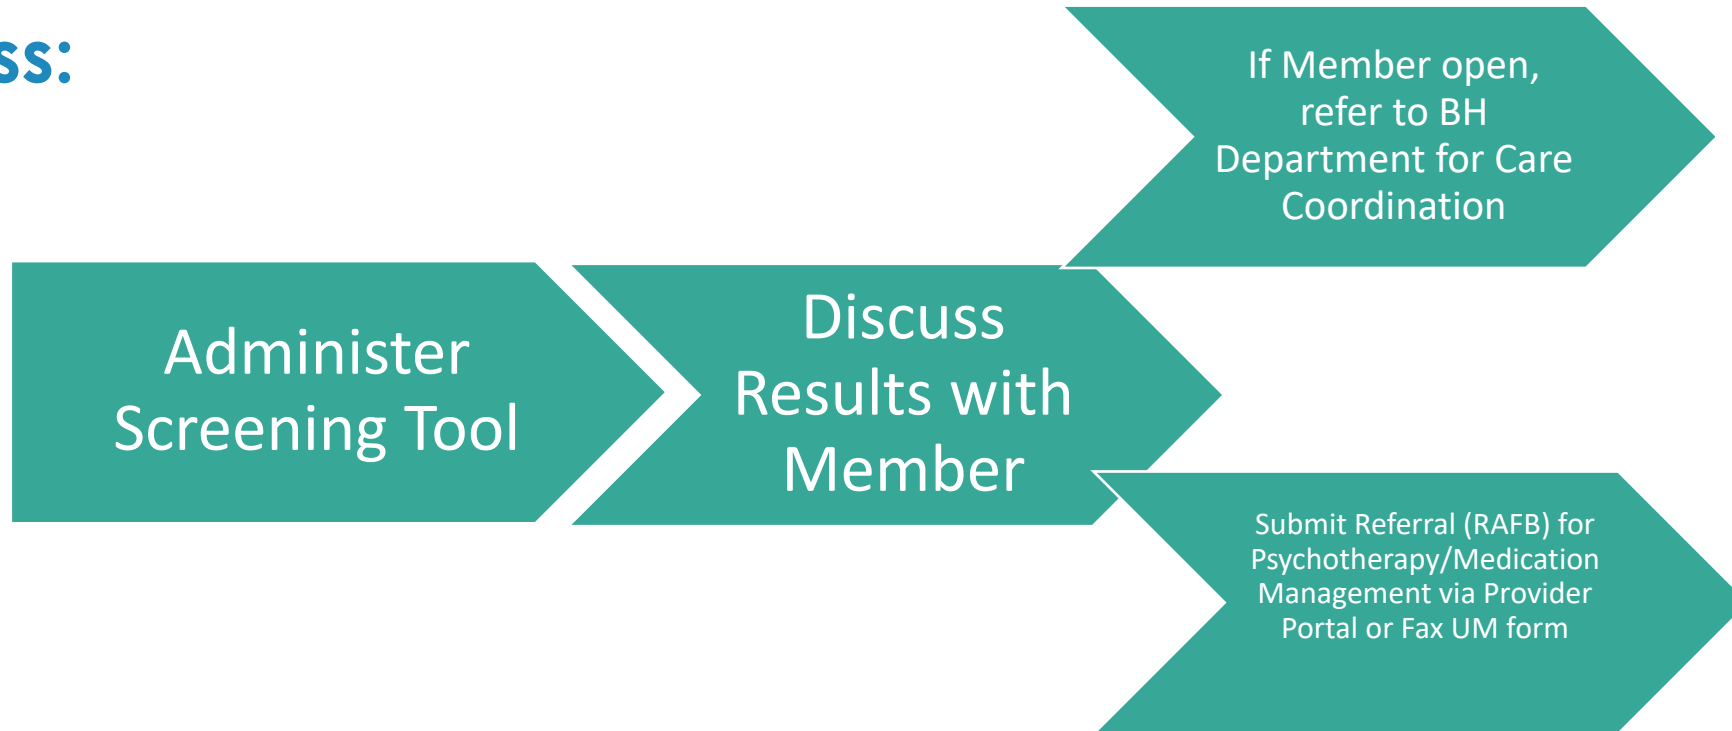 ss:
Administer
Screening Tool
Discuss
Results with
Member
If Member open,
refer to BH
Department for Care
Coordination
Submit Referral (RAFB) for
Psychotherapy/Medication
Management via Provider
Portal or Fax UM form